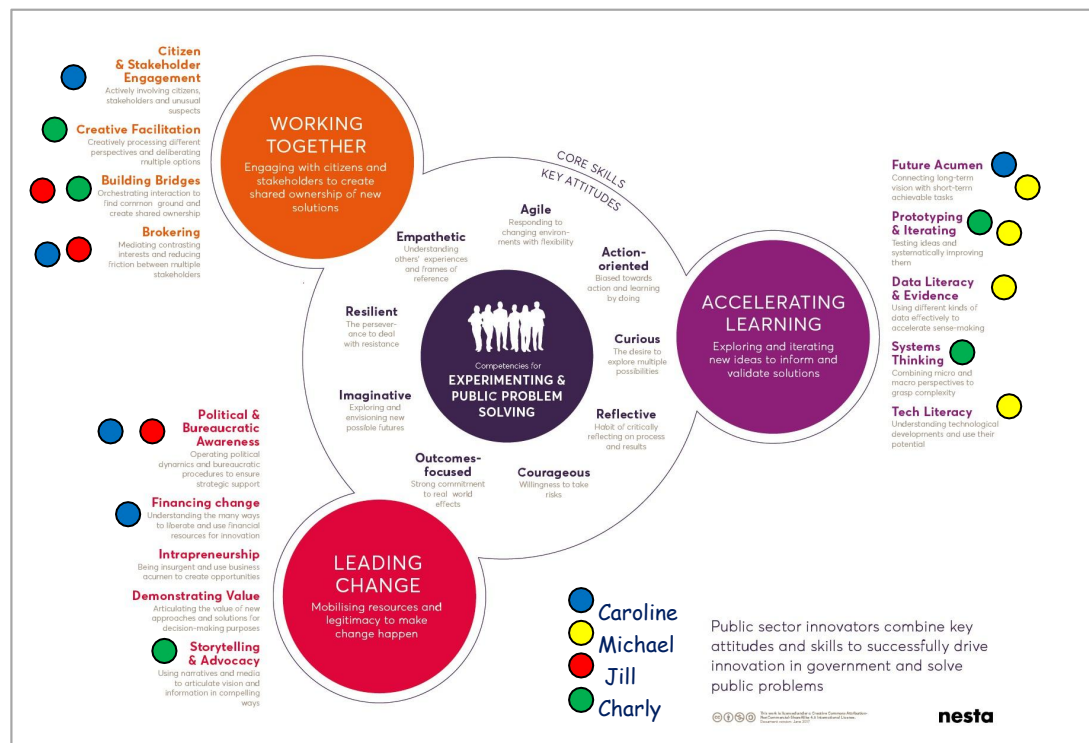 Citizen
& Stakeholder
Engagement
Actively involving citizens,
stakeholders and unusual
suspects
Creative Facilitation
Creatively processing different
perspectives and deliberating
multiple options
Building Bridges
Orchestrating interaction to
find common ground and
create shared ownership
Brokering
Mediating contrasting
interests and reducing
friction between multiple
stakeholders
WORKING
TOGETHER
Engaging with citizens and
stakeholders to create
shared ownership of new
solutions
CORE SKILLS
KEY ATTITUDES
Agile
Responding to
changing environ-
ments with flexibility
Empathetic
Understanding
others' experiences
and frames of
reference
Action-
oriented
Biased towards
action and learning
by doing
Resilient
The persever-
ance to deal
with resistance
Curious
The desire to
explore multiple
possibilities
Imaginative
Exploring and
envisioning new
possible futures
Reflective
Habit of critically
reflecting on process
and results
Outcomes-
focused
Strong commitment
to real world
effects
Courageous
Willingness to take
risks
Competencies for
EXPERIMENTING &
PUBLIC PROBLEM
SOLVING
ACCELERATING
LEARNING
Exploring and iterating
new ideas to inform and
validate solutions
Future Acumen
Connecting long-term
vision with short-term
achievable tasks
Prototyping
& Iterating
Testing ideas and
systematically improving
them
Data Literacy
& Evidence
Using different kinds of
data effectively to
accelerate sense-making
Systems
Thinking
Combining micro and
macro perspectives to
grasp complexity
Tech Literacy
Understanding technological
developments and use their
potential
Political &
Bureaucratic
Awareness
Operating political
dynamics and bureaucratic
procedures to ensure
strategic support
Financing change
Understanding the many ways
to liberate and use financial
resources for innovation
Intrapreneurship
Being insurgent and use business
acumen to create opportunities
Demonstrating Value
Articulating the value of new
approaches and solutions for
decision-making purposes
Storytelling
& Advocacy
Using narratives and media
to articulate vision and
information in compelling
ways
LEADING
CHANGE
Mobilising resources and
legitimacy to make
change happen
Caroline
Michael
Jill
Charly
Public sector innovators combine key
attitudes and skills to successfully drive
innovation in government and solve
public problems
nesta